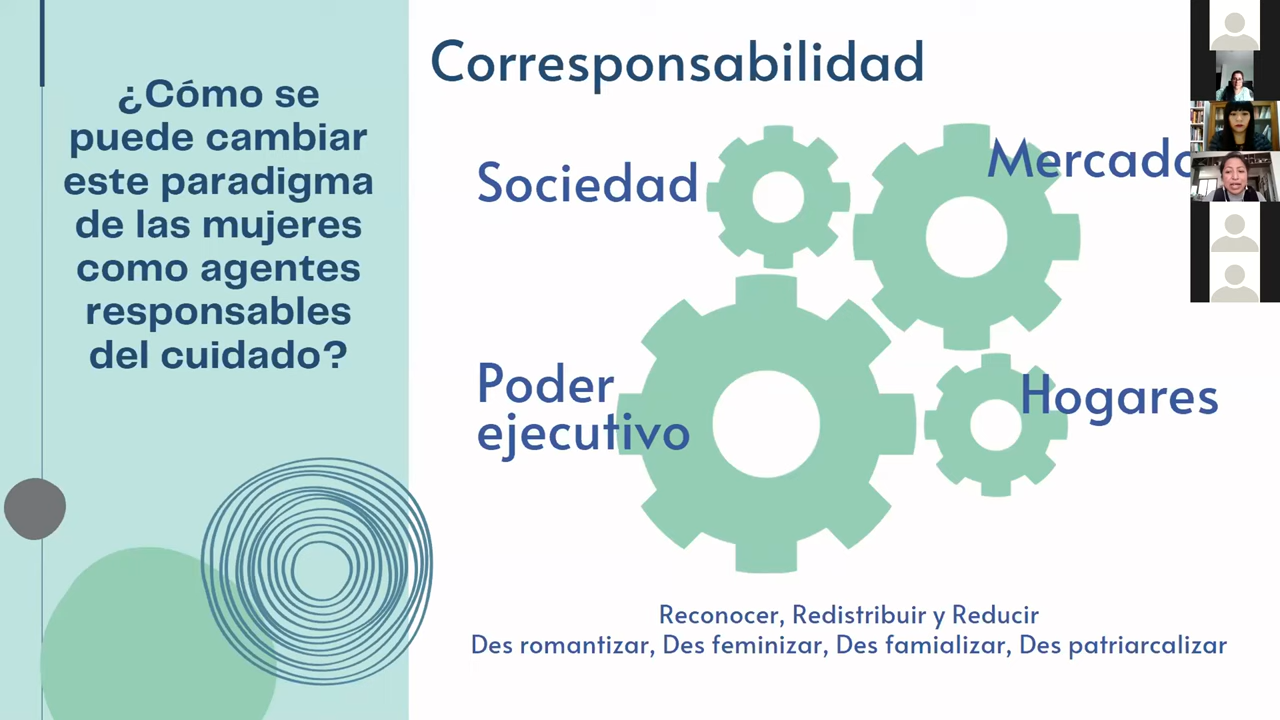 ¿Cómo se
puede cambiar
este paradigma
de las mujeres
como agentes
responsables
del cuidado?
Corresponsabilidad
Sociedad
Mercado
Poder
ejecutivo
Hogares
Reconocer, Redistribuir y Reducir
Des romantizar, Des feminizar, Des famializar, Des patriarcalizar